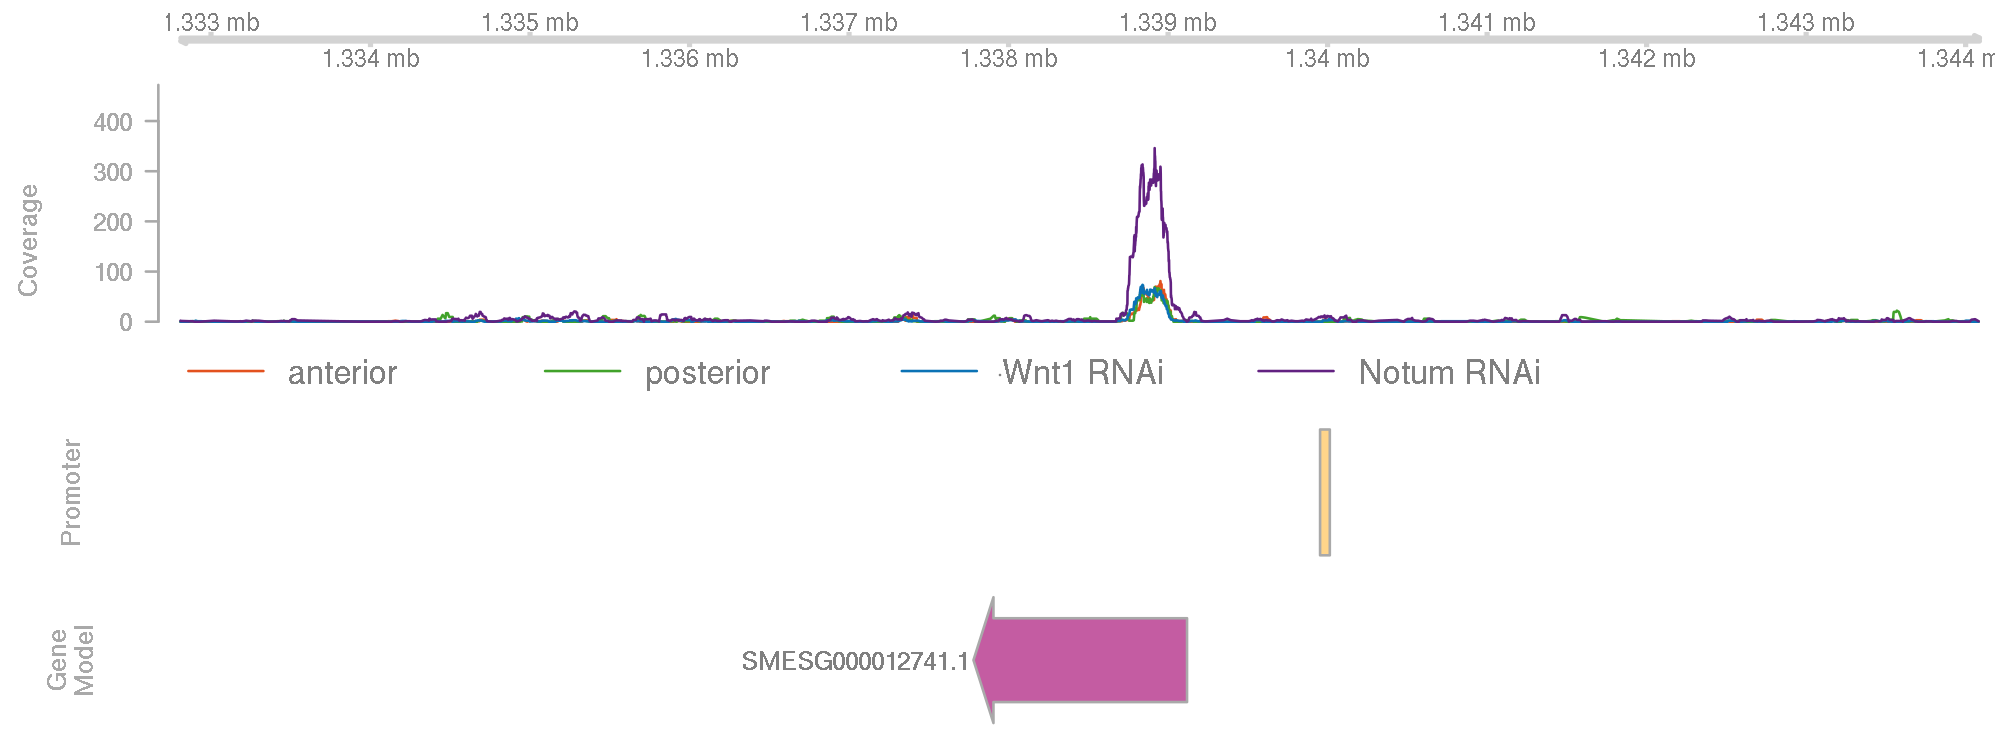 1.333 mb 1.335 mb 1.337 mb 1.339 mb 1.341 mb 1.343 mb
1.334 mb 1.336 mb 1.338 mb 1.34 mb 1.342 mb 1.344 m
Coverage
400
300
200
100
0
anterior posterior Wnt1 RNAi Notum RNAi
Promoter
Gene
Model
SMESG000012741.1